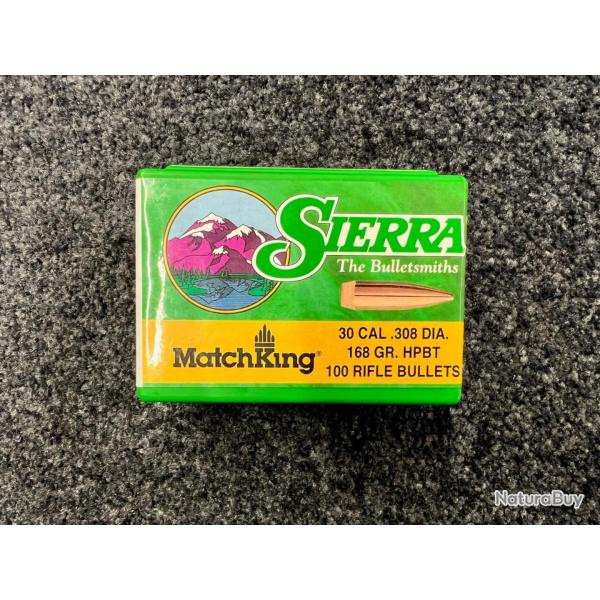 SIERRA
The Bulletsmiths
MatchKing®
30 CAL .308 DIA.
168 GR. HPBT
100 RIFLE BULLETS
NaturaBuy